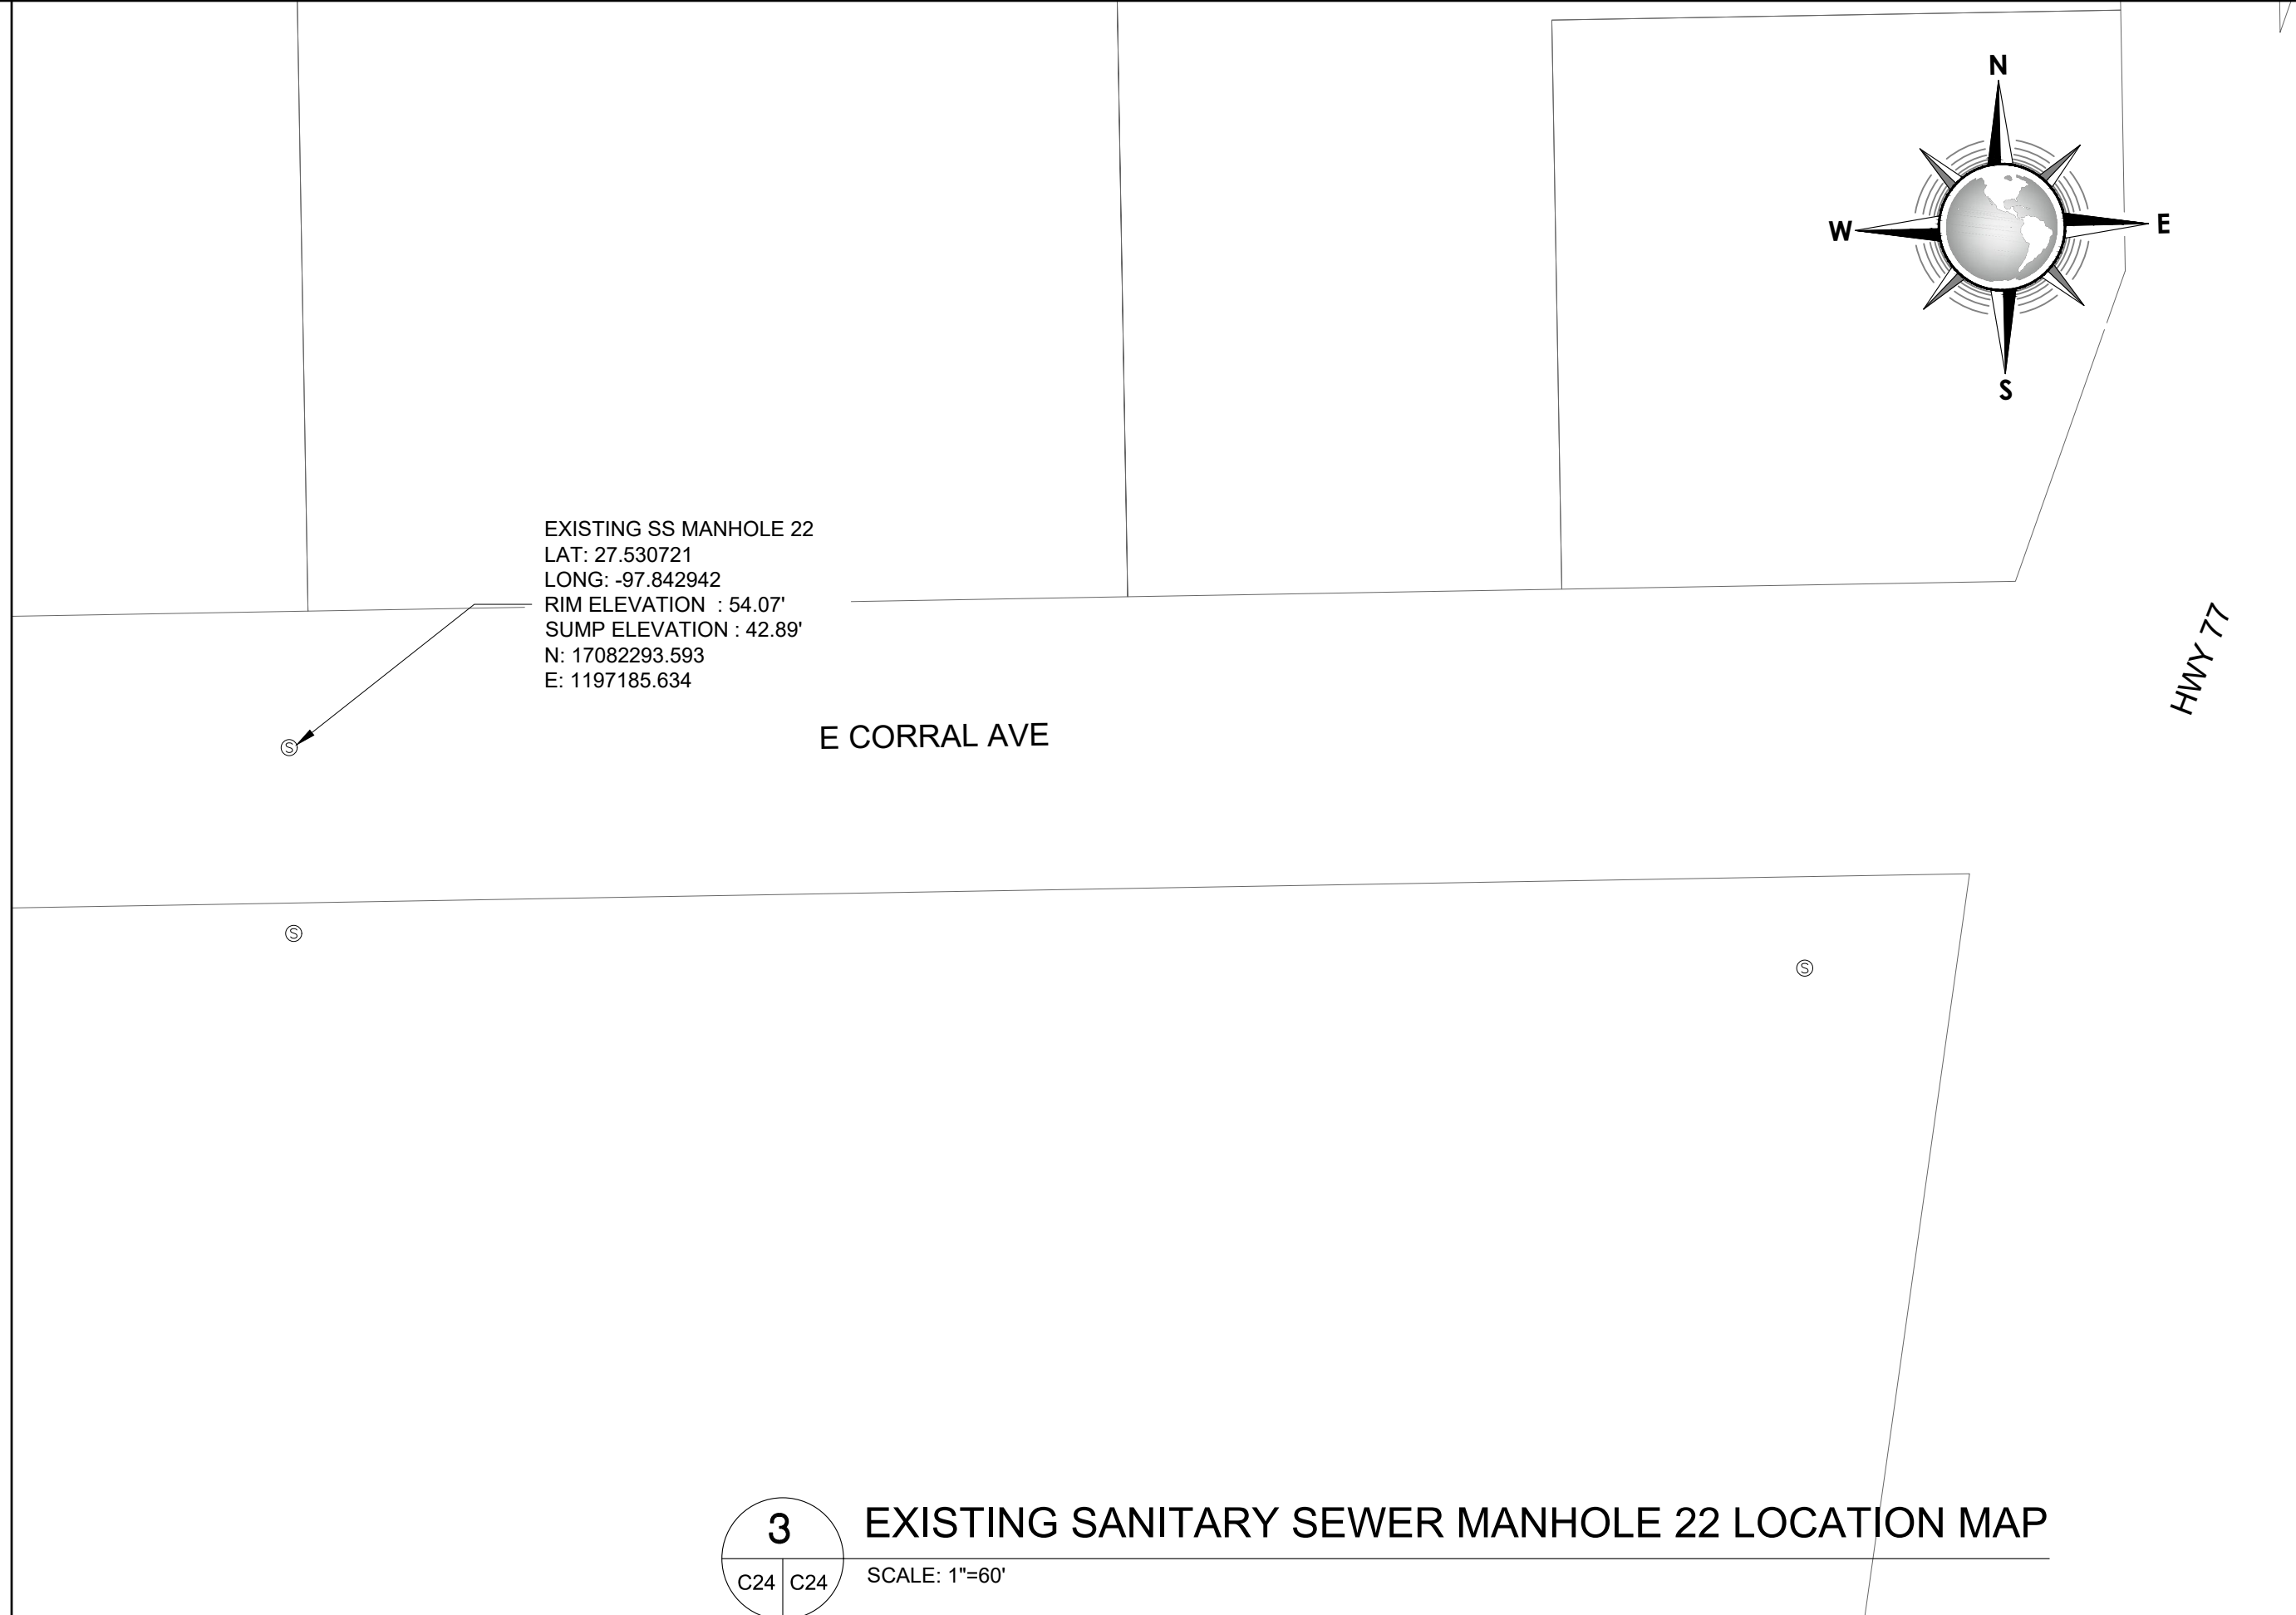 N
W
E
S
EXISTING SS MANHOLE 22
LAT: 27.530721
LONG: -97.842942
RIM ELEVATION : 54.07'
SUMP ELEVATION : 42.89'
N: 17082293.593
E: 1197185.634
HWY 77
E CORRAL AVE
S
S
S
3
EXISTING SANITARY SEWER MANHOLE 22 LOCATION MAP
C24 C24
SCALE: 1"=60'